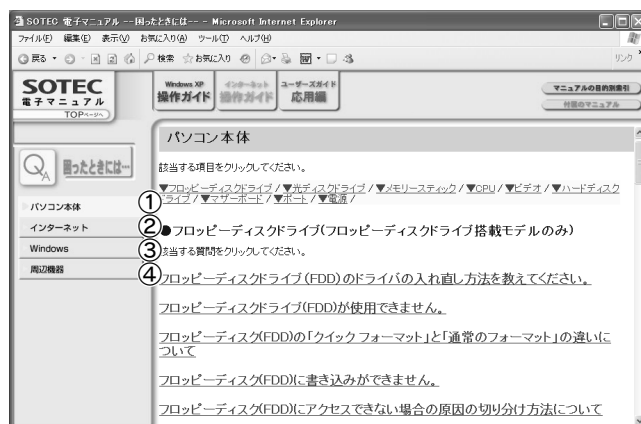 SOTEC 電子マニュアル --困ったときには--- - Microsoft Internet Explorer
ファイル(F) 編集(E) 表示(V) お気に入り(A) ツール(T) ヘルプ(H)
戻る 検索 お気に入り リンク
SOTEC
電子マニュアル
TOPページへ
Windows XP
操作ガイド
インターネット
操作ガイド
ユーザーズガイド
応用編
マニュアルの目的別索引
付属のマニュアル
Q A 困ったときには…
パソコン本体
インターネット
Windows
周辺機器
① ② ③ ④
パソコン本体
該当する項目をクリックしてください。
▼フロッピーディスクドライブ / ▼光ディスクドライブ / ▼メモリースティック / ▼CPU / ▼ビデオ / ▼ハードディスク
ドライブ / ▼マザーボード / ▼ポート / ▼電源 /
●フロッピーディスクドライブ(フロッピーディスクドライブ搭載モデルのみ)
該当する質問をクリックしてください。
フロッピーディスクドライブ(FDD)のドライバの入れ直し方法を教えてください。
フロッピーディスクドライブ(FDD)が使用できません。
フロッピーディスク(FDD)の「クイック フォーマット」と「通常のフォーマット」の違いに
ついて
フロッピーディスク(FDD)に書き込みができません。
フロッピーディスク(FDD)にアクセスできない場合の原因の切り分け方法について